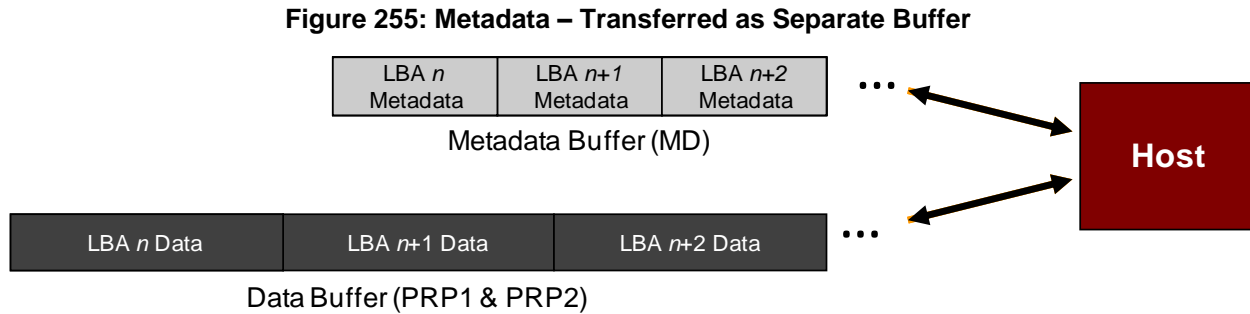 Figure 255: Metadata – Transferred as Separate Buffer
LBA n
Metadata
LBA n+1
Metadata
LBA n+2
Metadata
...
Metadata Buffer (MD)
Host
LBA n Data
LBA n+1 Data
LBA n+2 Data
...
Data Buffer (PRP1 & PRP2)